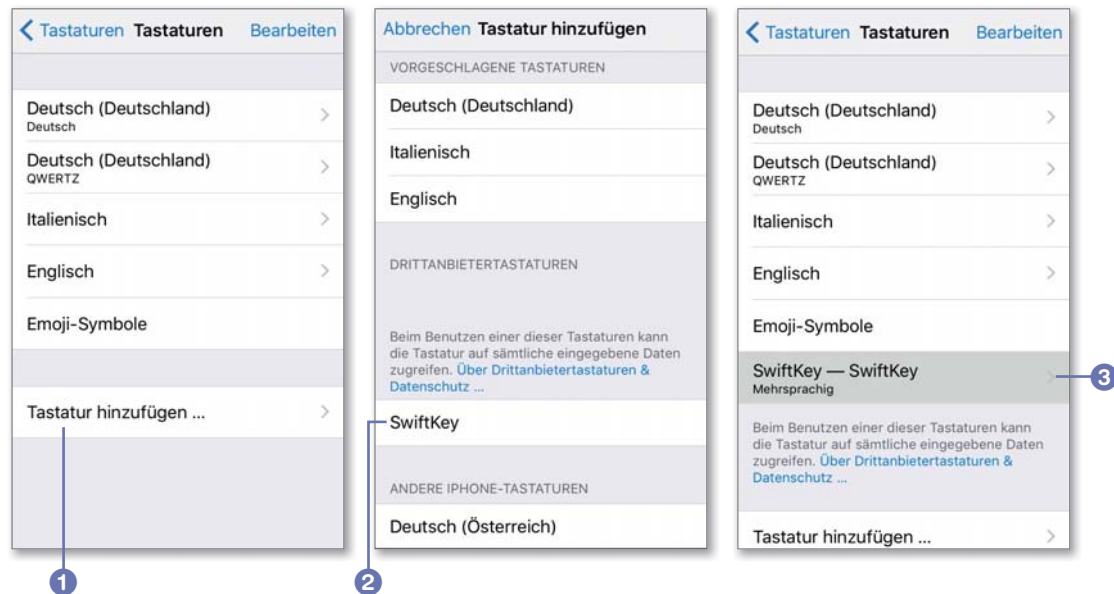 Tastaturen Tastaturen Bearbeiten
Deutsch (Deutschland)
Deutsch
Deutsch (Deutschland)
QWERTZ
Italienisch
Englisch
Emoji-Symbole
Tastatur hinzufügen ...
1
Abbrechen Tastatur hinzufügen
VORGESCHLAGENE TASTATUREN
Deutsch (Deutschland)
Italienisch
Englisch
DRITTANBIETERTASTATUREN
Beim Benutzen einer dieser Tastaturen kann
die Tastatur auf sämtliche eingegebene Daten
zugreifen. Über Drittanbietertastaturen &
Datenschutz ...
SwiftKey
ANDERE IPHONE-TASTATUREN
Deutsch (Österreich)
2
Tastaturen Tastaturen Bearbeiten
Deutsch (Deutschland)
Deutsch
Deutsch (Deutschland)
QWERTZ
Italienisch
Englisch
Emoji-Symbole
SwiftKey — SwiftKey
Mehrsprachig
3
Beim Benutzen einer dieser Tastaturen kann
die Tastatur auf sämtliche eingegebene Daten
zugreifen. Über Drittanbietertastaturen &
Datenschutz ...
Tastatur hinzufügen ...